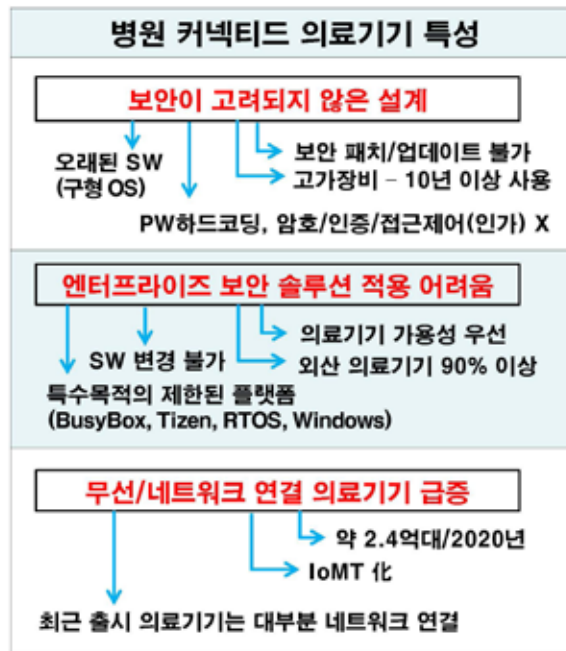 병원 커넥티드 의료기기 특성
보안이 고려되지 않은 설계
오래된 SW
(구형 OS)
보안 패치/업데이트 불가
고가장비 – 10년 이상 사용
PW하드코딩, 암호/인증/접근제어(인가) X
엔터프라이즈 보안 솔루션 적용 어려움
의료기기 가용성 우선
SW 변경 불가
외산 의료기기 90% 이상
특수목적의 제한된 플랫폼
(BusyBox, Tizen, RTOS, Windows)
무선/네트워크 연결 의료기기 급증
약 2.4억대/2020년
IoMT 化
최근 출시 의료기기는 대부분 네트워크 연결